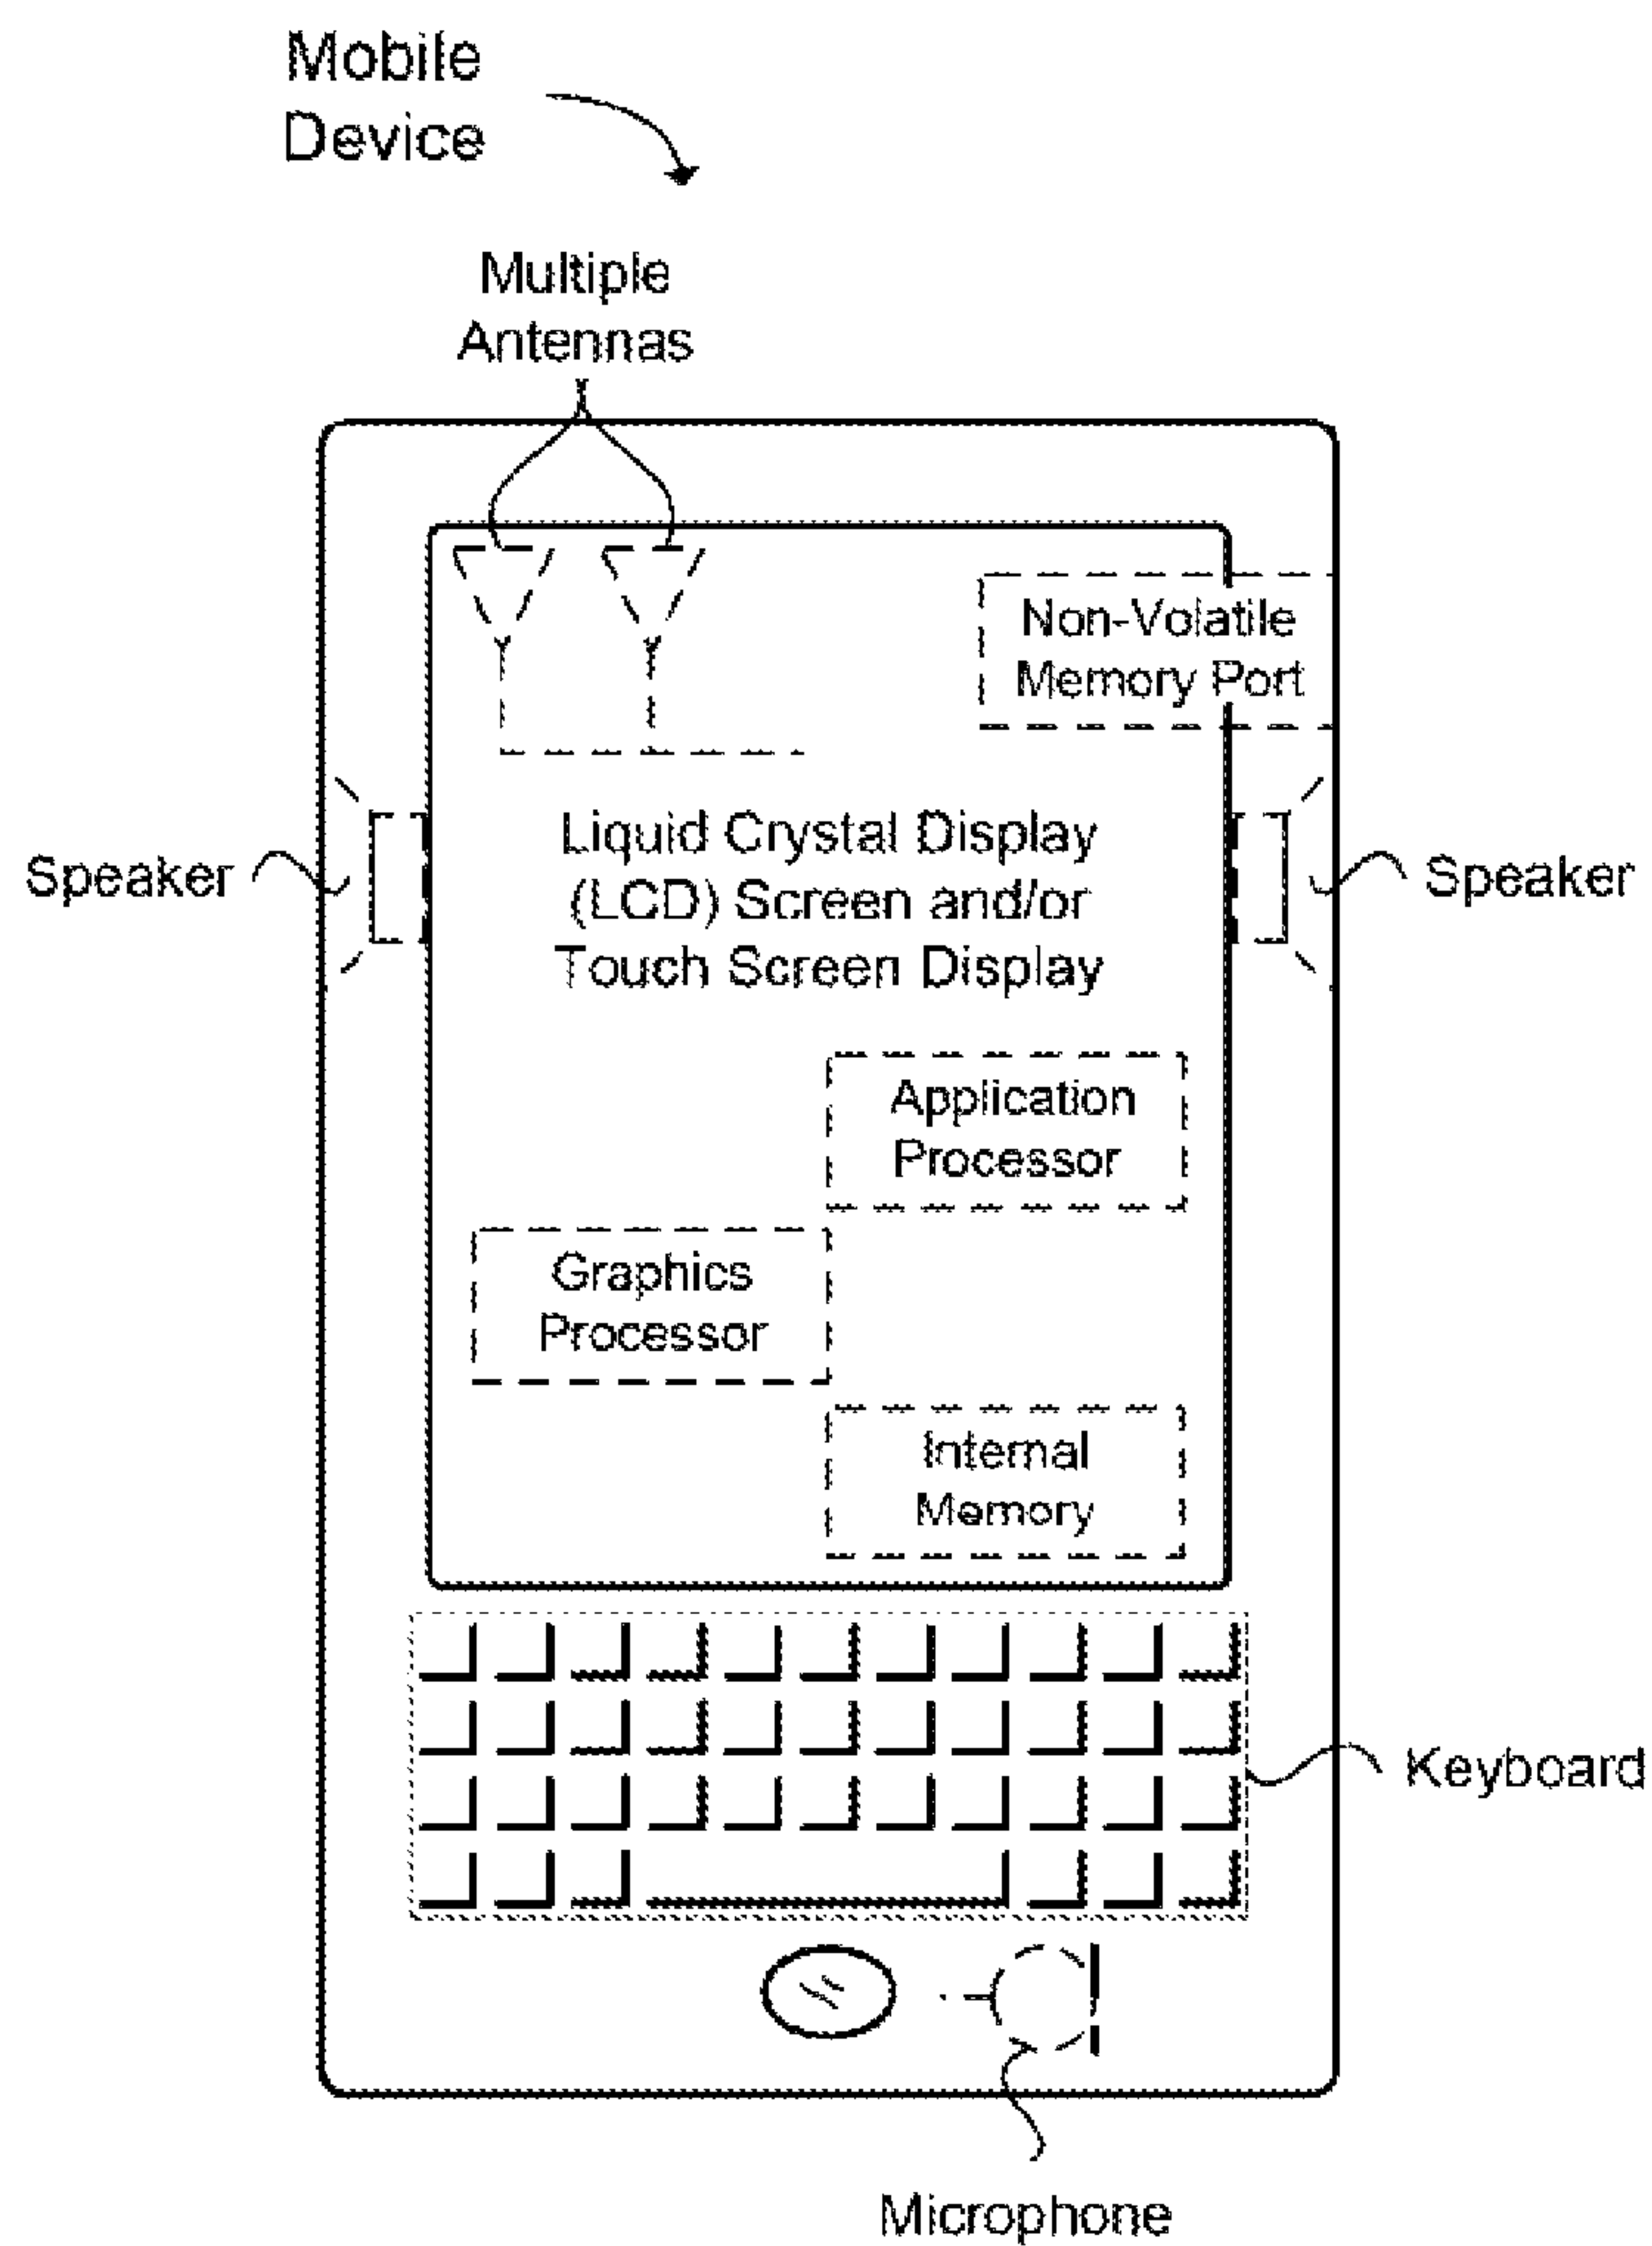 Mobile
Device
Multiple
Antennas
Non-Volatile
Memory Port
Speaker
Liquid Crystal Display
(LCD) Screen and/or
Touch Screen Display
Speaker
Application
Processor
Graphics
Processor
Internal
Memory
Keyboard
Microphone